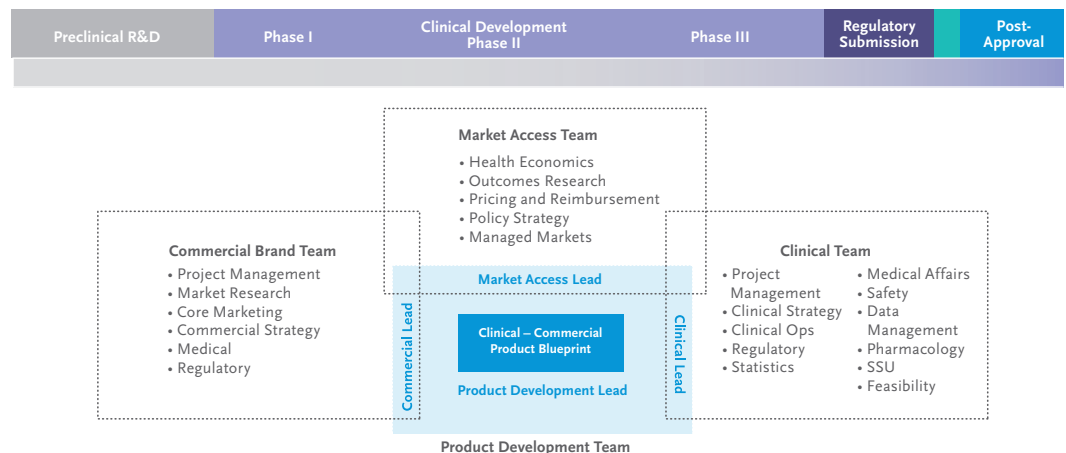 Preclinical R&D
Phase I
Clinical Development
Phase II
Phase III
Regulatory
Submission
Post-
Approval
Market Access Team
• Health Economics
• Outcomes Research
• Pricing and Reimbursement
• Policy Strategy
• Managed Markets
Commercial Brand Team
• Project Management
• Market Research
• Core Marketing
• Commercial Strategy
• Medical
• Regulatory
Clinical Team
• Project
Management
• Clinical Strategy
• Clinical Ops
• Regulatory
• Statistics
• Medical Affairs
• Safety
• Data
Management
• Pharmacology
• SSU
• Feasibility
Market Access Lead
Commercial Lead
Clinical – Commercial
Product Blueprint
Clinical Lead
Product Development Lead
Product Development Team